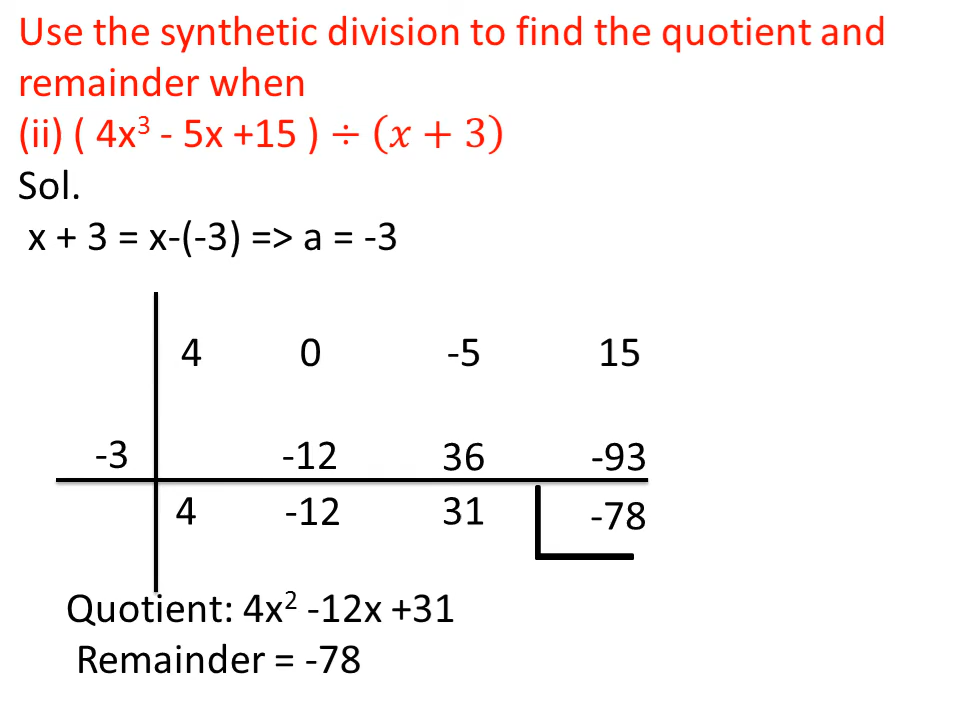 Use the synthetic division to find the quotient and
remainder when
(ii) ( 4x³ - 5x +15 ) ÷ (𝑥 + 3)
Sol.
x + 3 = x-(-3) => a = -3
4 0 -5 15
-3 -12 36 -93
4 -12 31 -78
Quotient: 4x² -12x +31
Remainder = -78